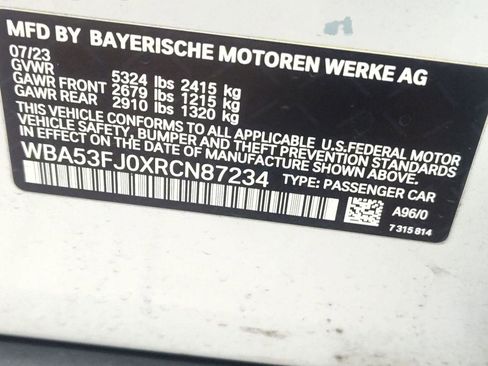 MFD BY BAYERISCHE MOTOREN WERKE AG
07/23
GVWR 5324 lbs 2415 kg
GAWR FRONT 2679 lbs 1215 kg
GAWR REAR 2910 lbs 1320 kg
THIS VEHICLE CONFORMS TO ALL APPLICABLE U.S.FEDERAL MOTOR
VEHICLE SAFETY, BUMPER, AND THEFT PREVENTION STANDARDS
IN EFFECT ON THE DATE OF MANUFACTURE SHOWN ABOVE.
WBA53FJ0XRCN87234 TYPE: PASSENGER CAR
A96/0
7 315 814